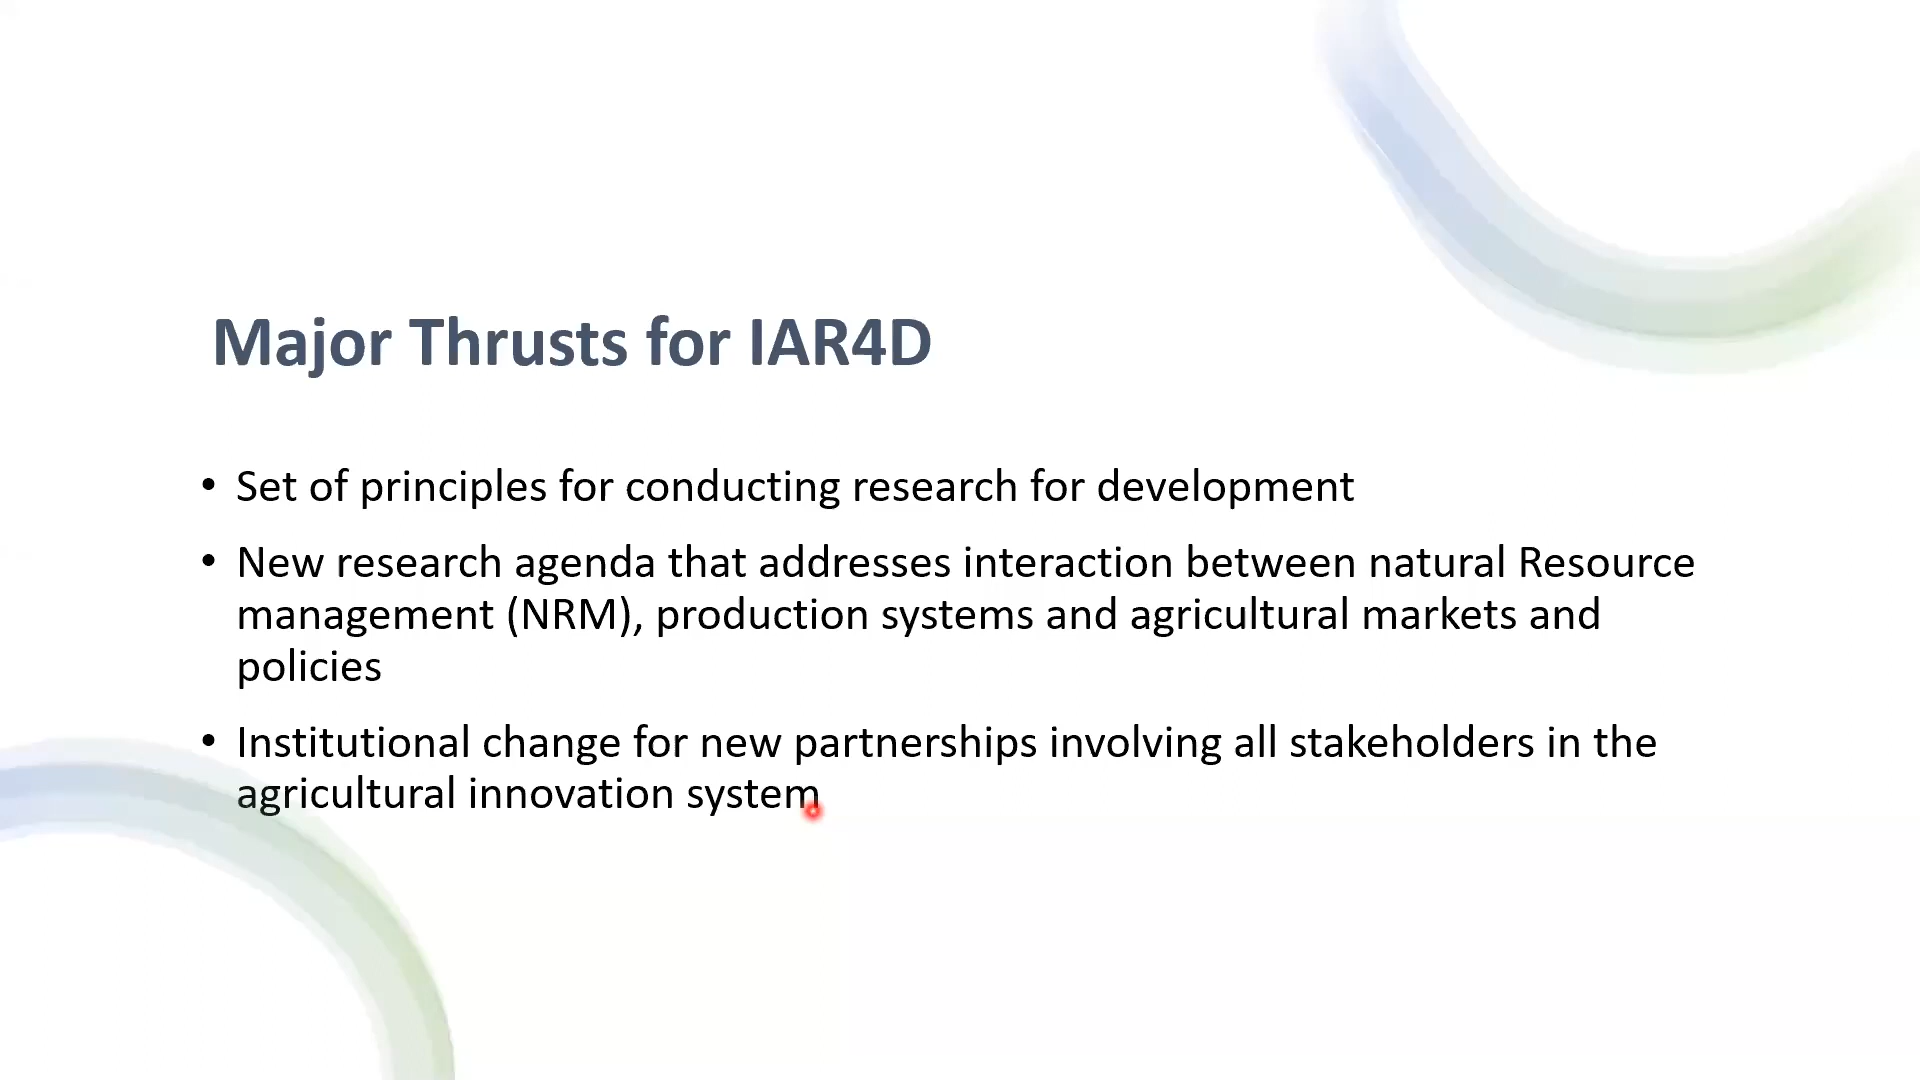 Major Thrusts for IAR4D
• Set of principles for conducting research for development
• New research agenda that addresses interaction between natural Resource
management (NRM), production systems and agricultural markets and
policies
• Institutional change for new partnerships involving all stakeholders in the
agricultural innovation system